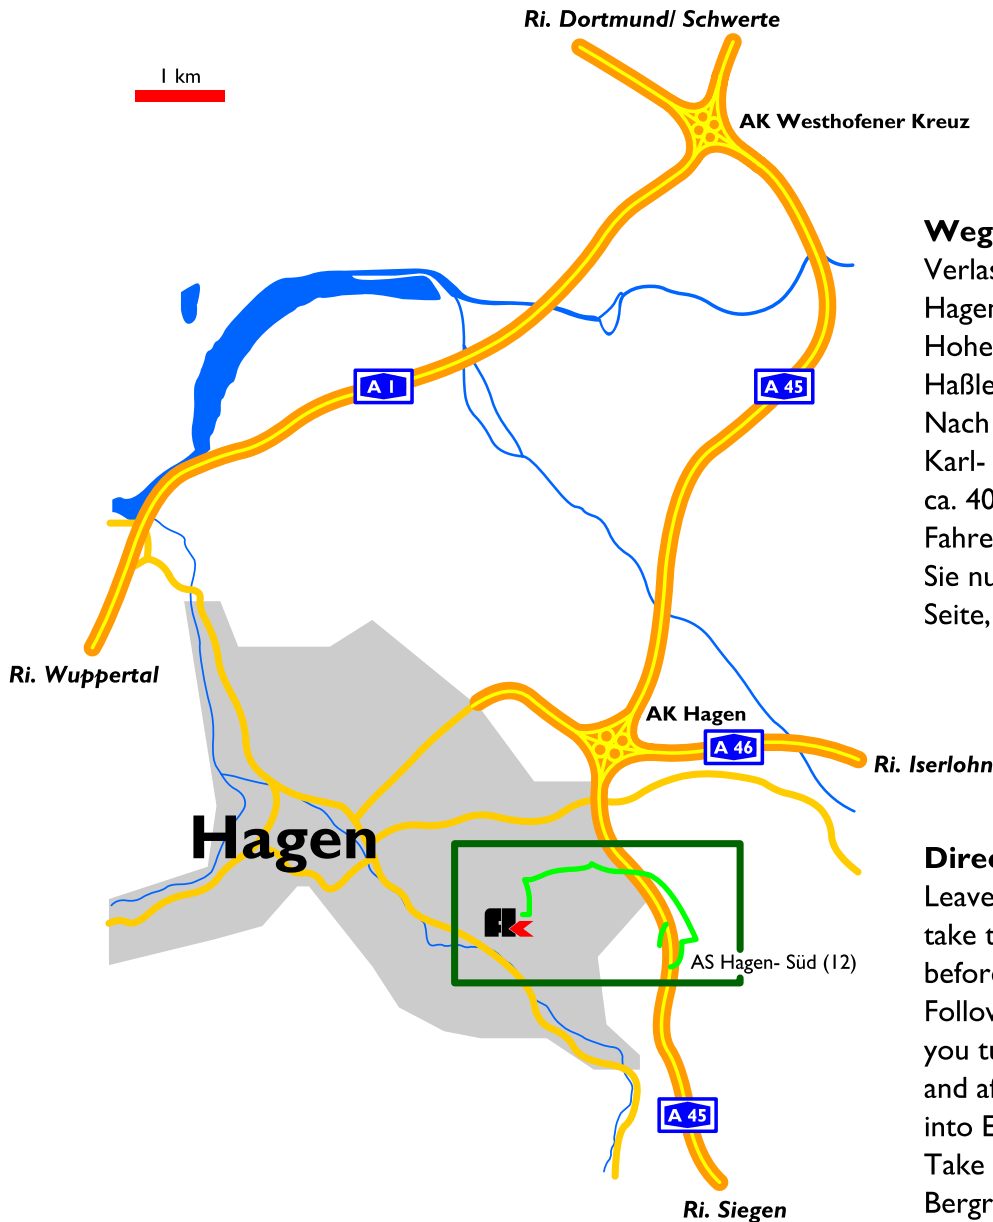 Ri. Dortmund/ Schwerte
1 km
AK Westhofener Kreuz
A 1
A 45
Ri. Wuppertal
AK Hagen
A 46
Ri. Iserlohn
Hagen
AS Hagen- Süd (12)
A 45
Ri. Siegen
Weg
Verlas
Hagen
Hohe
Haßle
Nach
Karl-
ca. 40
Fahre
Sie nu
Seite,
Direc
Leave
take t
before
Follov
you tu
and af
into E
Take
Bergr